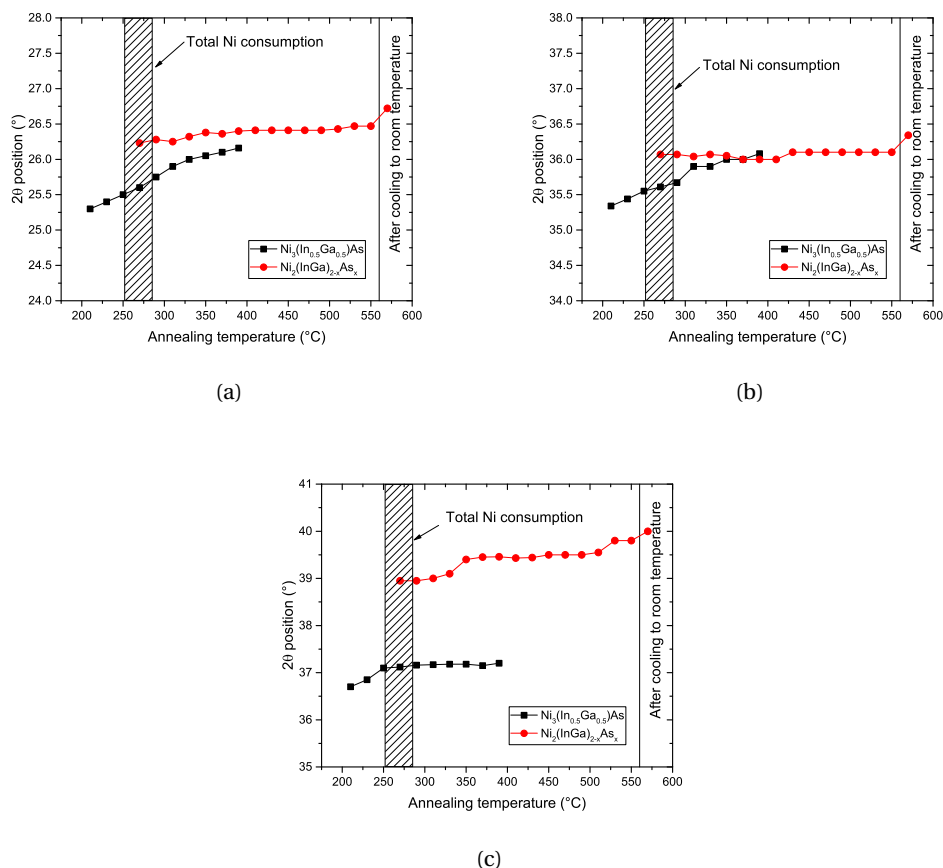 28.0
27.5
27.0
26.5
26.0
25.5
25.0
24.5
24.0
2θ position (°)
Total Ni consumption
After cooling to room temperature
Ni₃(In₀.₅Ga₀.₅)As
Ni₂(InGa)₂₋ₓAsₓ
200 250 300 350 400 450 500 550 600
Annealing temperature (°C)
(a)
38.0
37.5
37.0
36.5
36.0
35.5
35.0
34.5
34.0
2θ position (°)
Total Ni consumption
After cooling to room temperature
Ni₃(In₀.₅Ga₀.₅)As
Ni₂(InGa)₂₋ₓAsₓ
200 250 300 350 400 450 500 550 600
Annealing temperature (°C)
(b)
41
40
39
38
37
36
35
2θ position (°)
Total Ni consumption
After cooling to room temperature
Ni₃(In₀.₅Ga₀.₅)As
Ni₂(InGa)₂₋ₓAsₓ
200 250 300 350 400 450 500 550 600
Annealing temperature (°C)
(c)